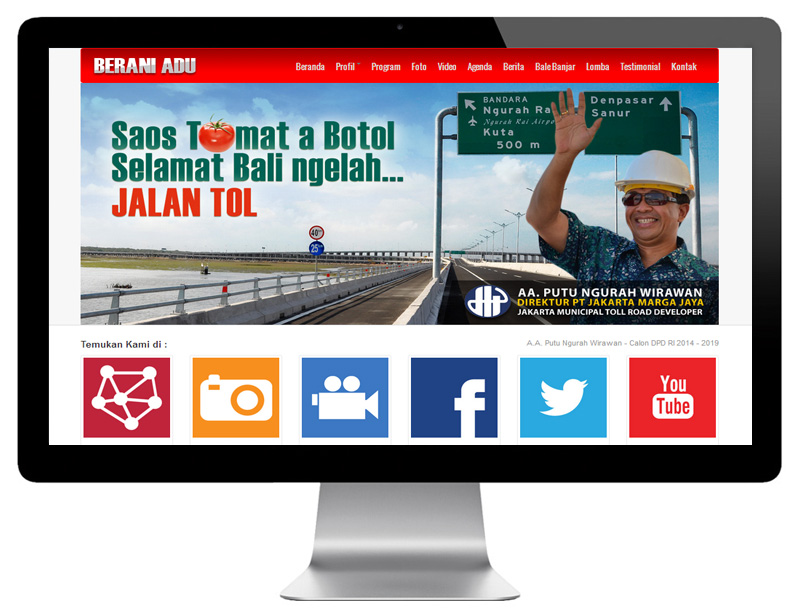 BERANI ADU
Beranda Profil Program Foto Video Agenda Berita Bale Banjar Lomba Testimonial Kontak
Saos Tomat a Botol
Selamat Bali ngelah...
JALAN TOL
BANDARA
Ngurah Rai
Ngurah Rai Airpo
Kuta
500 m
Denpasar
Sanur
40
25
AA. PUTU NGURAH WIRAWAN
DIREKTUR PT JAKARTA MARGA JAYA
JAKARTA MUNICIPAL TOLL ROAD DEVELOPER
Temukan Kami di :
A.A. Putu Ngurah Wirawan - Calon DPD RI 2014 - 2019
f
You
Tube